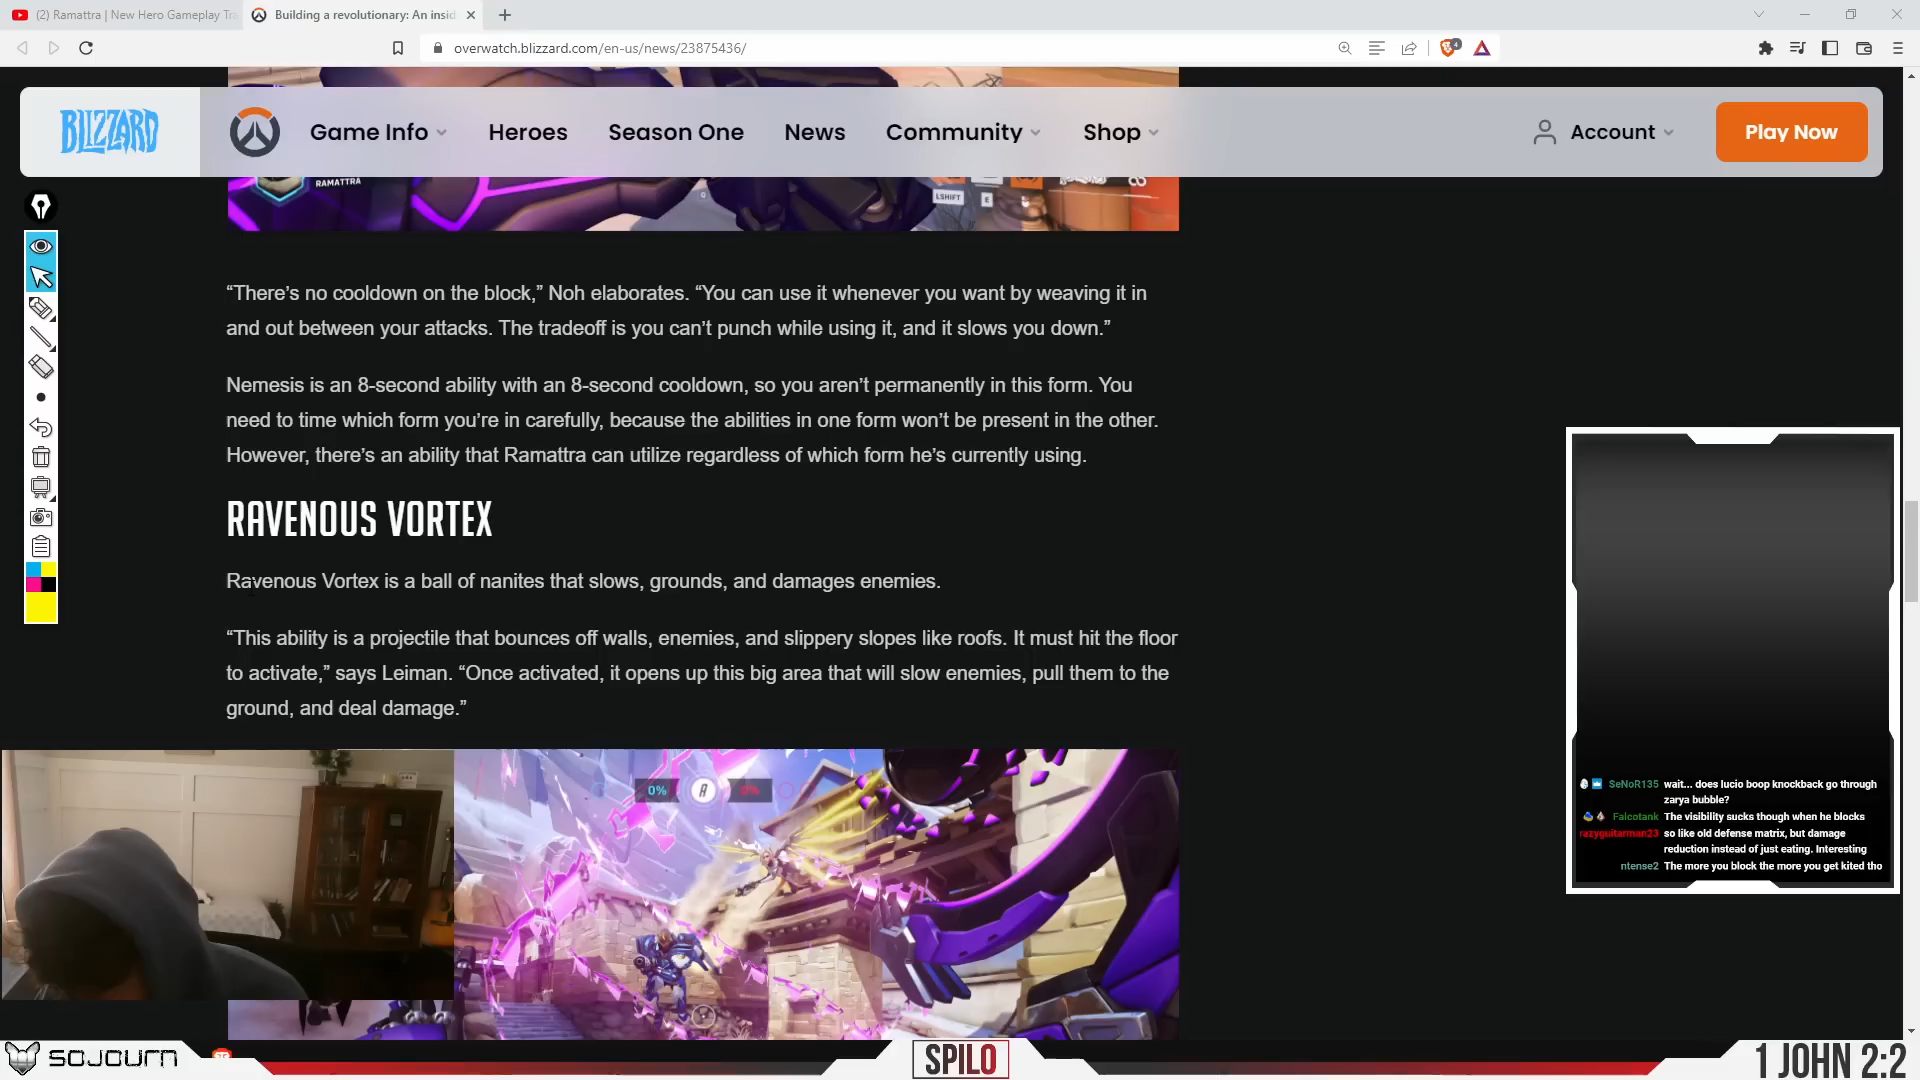 (2) Ramattra | New Hero Gameplay Tra
Building a revolutionary: An insid
overwatch.blizzard.com/en-us/news/23875436/
4
BLIZZARD
Game Info
Heroes
Season One
News
Community
Shop
Account
Play Now
RAMATTRA
LSHIFT
E
“There’s no cooldown on the block,” Noh elaborates. “You can use it whenever you want by weaving it in
and out between your attacks. The tradeoff is you can’t punch while using it, and it slows you down.”
Nemesis is an 8-second ability with an 8-second cooldown, so you aren’t permanently in this form. You
need to time which form you’re in carefully, because the abilities in one form won’t be present in the other.
However, there’s an ability that Ramattra can utilize regardless of which form he’s currently using.
RAVENOUS VORTEX
Ravenous Vortex is a ball of nanites that slows, grounds, and damages enemies.
“This ability is a projectile that bounces off walls, enemies, and slippery slopes like roofs. It must hit the floor
to activate,” says Leiman. “Once activated, it opens up this big area that will slow enemies, pull them to the
ground, and deal damage.”
0% A 0%
SeNoR135 wait... does lucio boop knockback go through
zarya bubble?
Falcotank The visibility sucks though when he blocks
razyguitarman23 so like old defense matrix, but damage
reduction instead of just eating. Interesting
ntense2 The more you block the more you get kited tho
SOJOURN
SPILO
1 JOHN 2:2